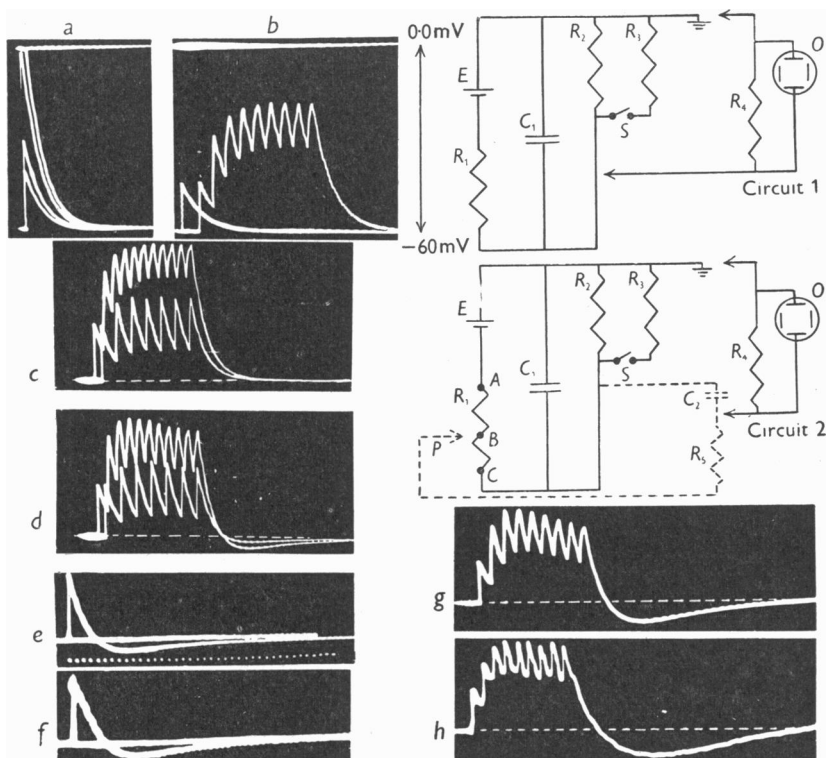 a
b
0·0mV
−60mV
c
d
e
f
E
R₁
C₁
R₂
R₃
S
R₄
O
Circuit 1
E
A
R₁
B
P
C
C₁
R₂
R₃
S
C₂
R₅
R₄
O
Circuit 2
g
h